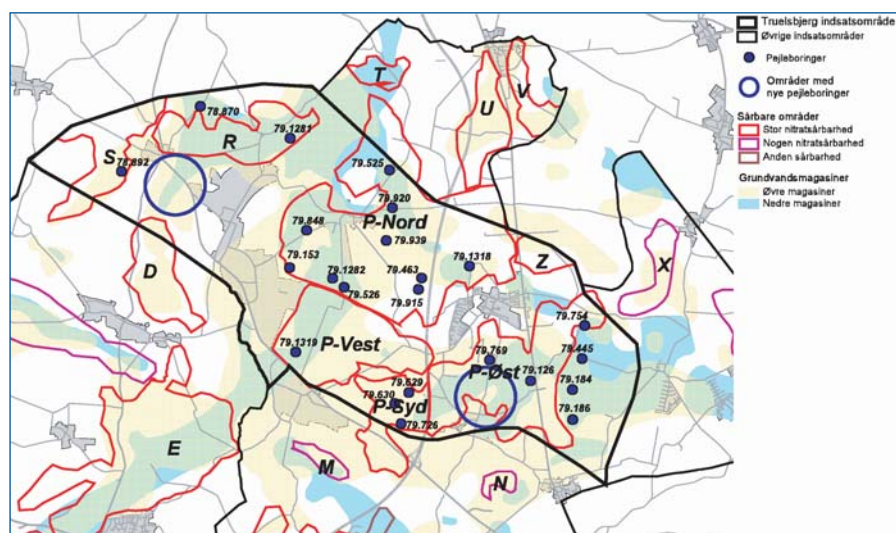 Truelsbjerg indsatsområde
Øvrige indsatsområder
Pejleboringer
Områder med
nye pejleboringer
Sårbare områder
Stor nitratsårbarhed
Nogen nitratsårbarhed
Anden sårbarhed
Grundvandsmagasiner
Øvre magasiner
Nedre magasiner
T
V
U
78.870
R
79.1281
S
78.892
79.525
79.920
P-Nord
79.848
79.939
D
79.153
79.1282
79.526
79.463
79.915
79.1318
Z
X
79.754
79.1319
P-Vest
79.769
79.445
P-Øst
79.126
79.184
79.629
79.630
P-Syd
79.726
79.186
E
M
N